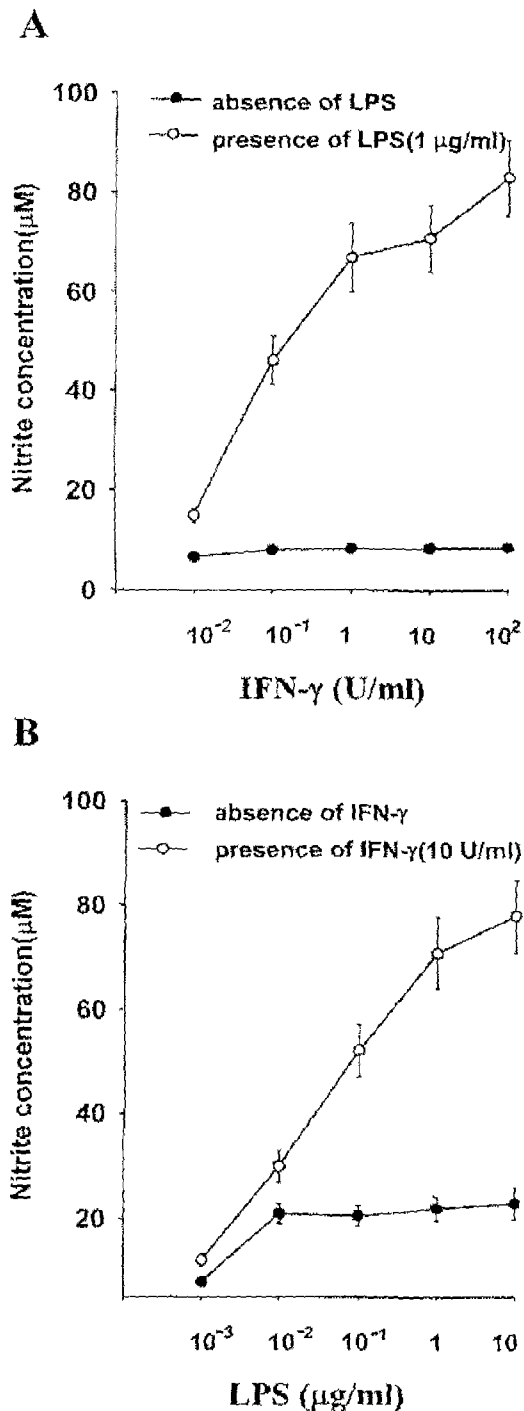 A
100
80
60
40
20
0
Nitrite concentration(μM)
absence of LPS
presence of LPS(1 μg/ml)
10⁻² 10⁻¹ 1 10 10²
IFN-γ (U/ml)
B
100
80
60
40
20
Nitrite concentration(μM)
absence of IFN-γ
presence of IFN-γ(10 U/ml)
10⁻³ 10⁻² 10⁻¹ 1 10
LPS (μg/ml)